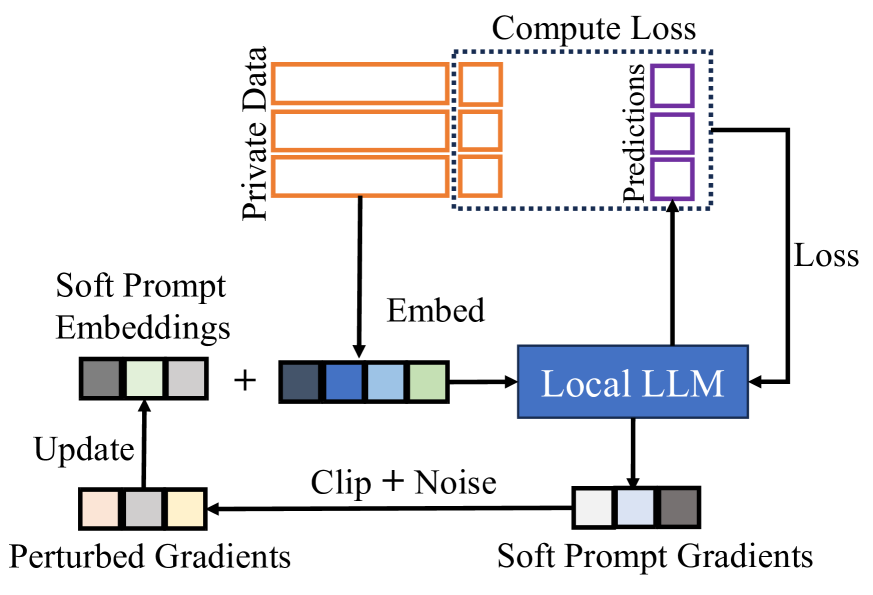 Compute Loss
Private Data
Predictions
Loss
Soft Prompt
Embeddings
Embed
+
Local LLM
Update
Clip + Noise
Perturbed Gradients
Soft Prompt Gradients